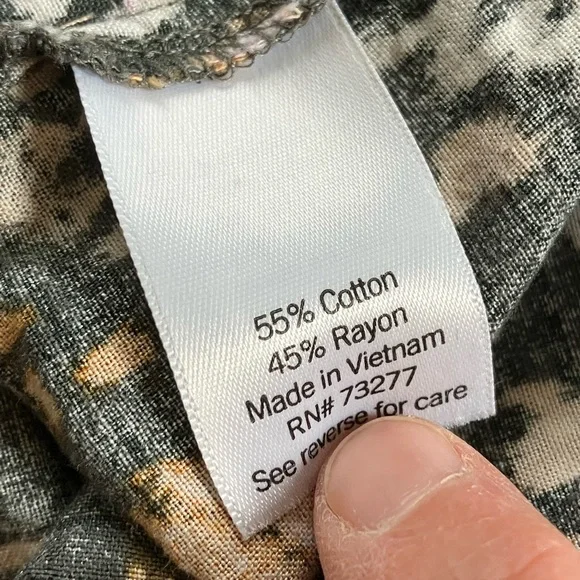 55% Cotton
45% Rayon
Made in Vietnam
RN# 73277
See reverse for care